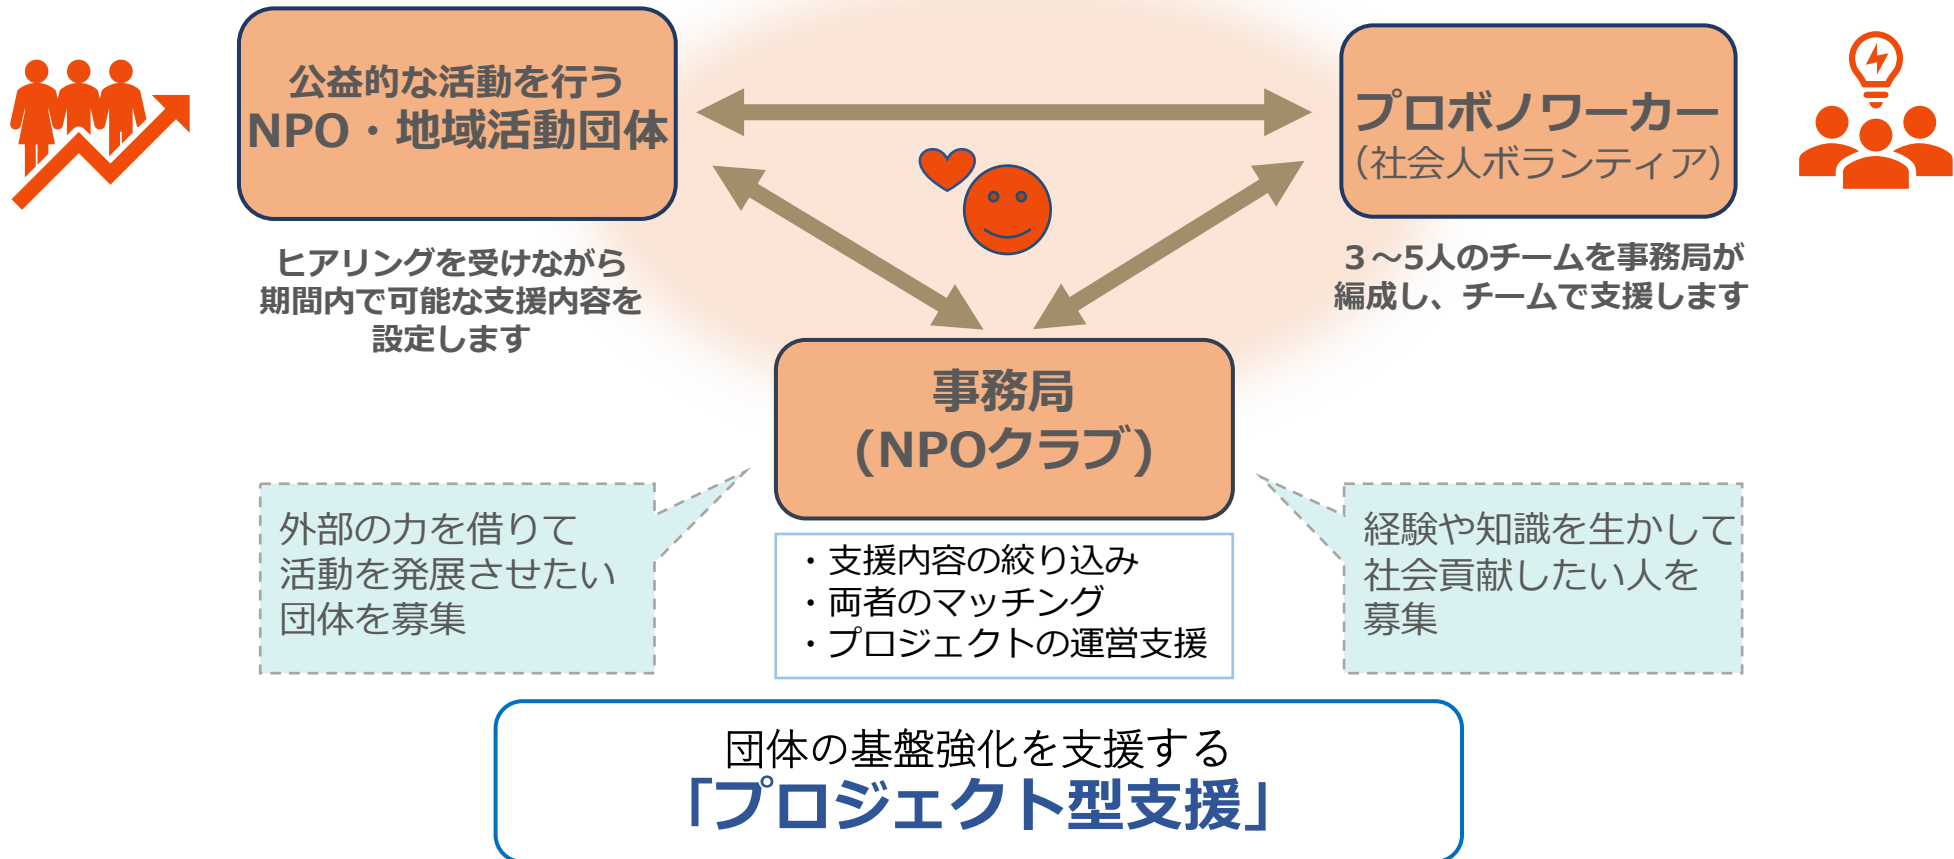 公益的な活動を行う
NPO・地域活動団体
プロボノワーカー
（社会人ボランティア）
ヒアリングを受けながら
期間内で可能な支援内容を
設定します
３～5人のチームを事務局が
編成し、チームで支援します
事務局
(NPOクラブ)
外部の力を借りて
活動を発展させたい
団体を募集
・支援内容の絞り込み
・両者のマッチング
・プロジェクトの運営支援
経験や知識を生かして
社会貢献したい人を
募集
団体の基盤強化を支援する
「プロジェクト型支援」